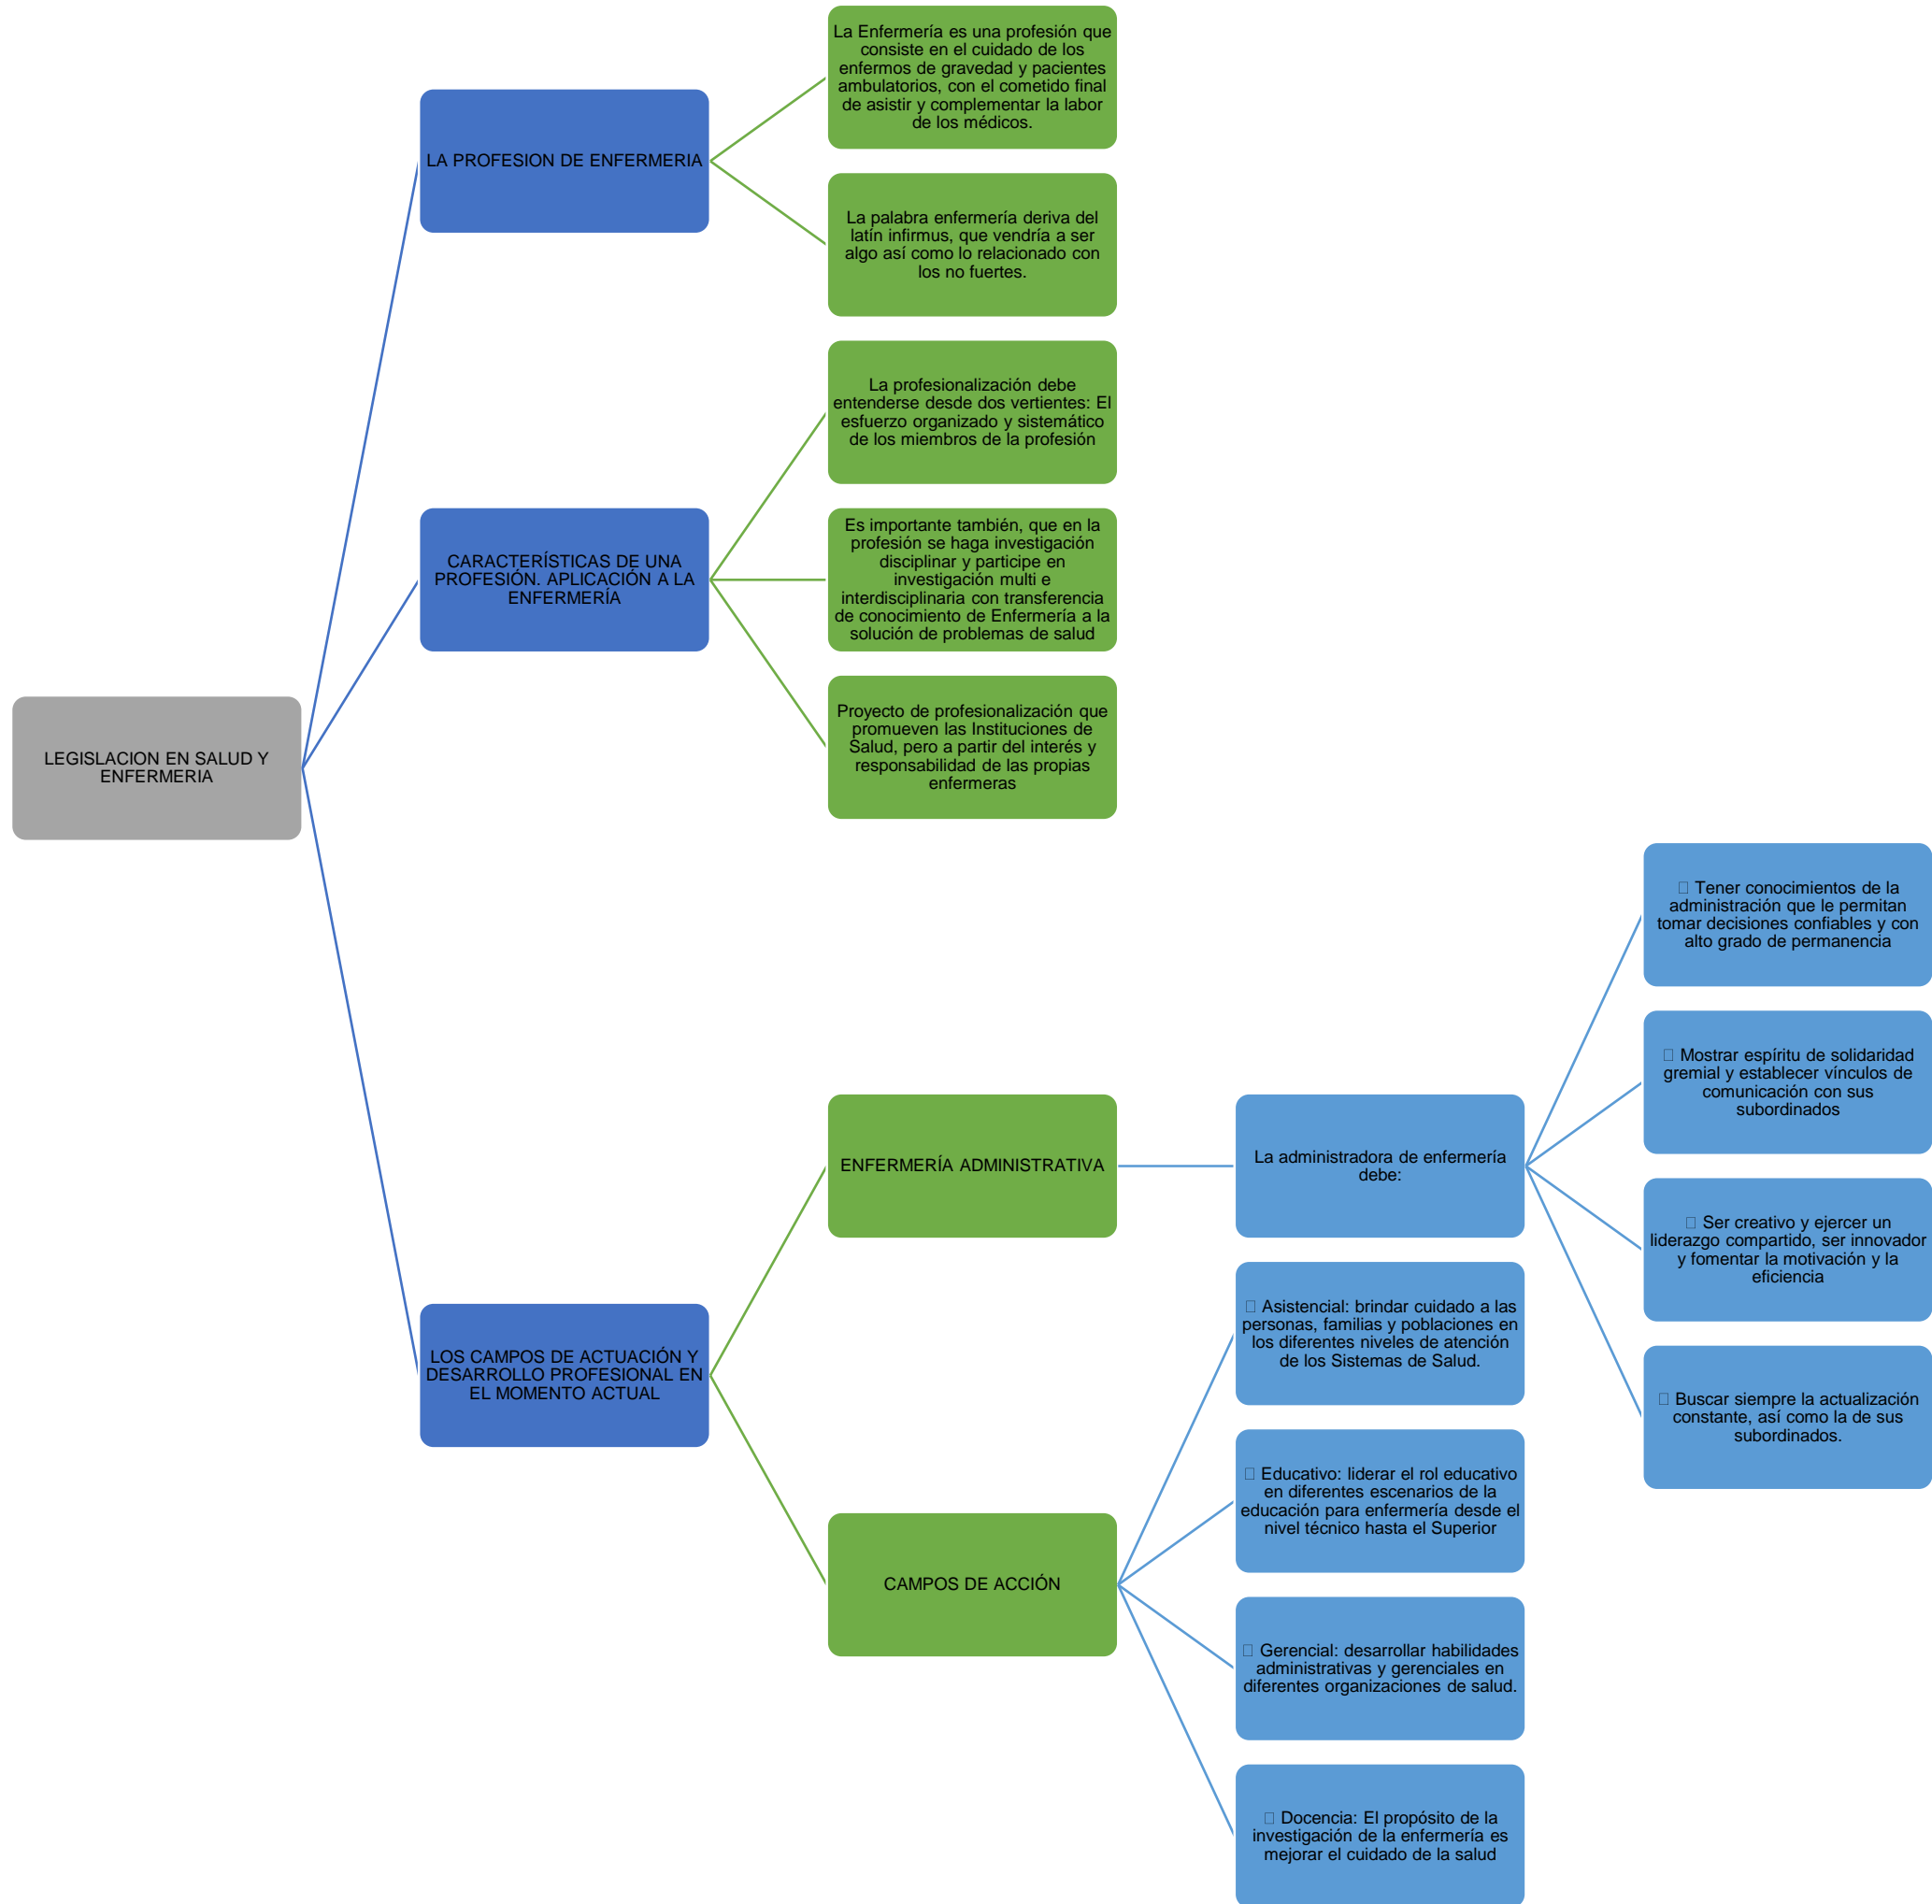 La Enfermería es una profesión que
consiste en el cuidado de los
enfermos de gravedad y pacientes
ambulatorios, con el cometido final
de asistir y complementar la labor
de los médicos.
LA PROFESION DE ENFERMERIA
La palabra enfermería deriva del
latín infirmus, que vendría a ser
algo así como lo relacionado con
los no fuertes.
La profesionalización debe
entenderse desde dos vertientes: El
esfuerzo organizado y sistemático
de los miembros de la profesión
CARACTERÍSTICAS DE UNA
PROFESIÓN. APLICACIÓN A LA
ENFERMERÍA
Es importante también, que en la
profesión se haga investigación
disciplinar y participe en
investigación multi e
interdisciplinaria con transferencia
de conocimiento de Enfermería a la
solución de problemas de salud
Proyecto de profesionalización que
promueven las Instituciones de
Salud, pero a partir del interés y
responsabilidad de las propias
enfermeras
LEGISLACION EN SALUD Y
ENFERMERIA
LOS CAMPOS DE ACTUACIÓN Y
DESARROLLO PROFESIONAL EN
EL MOMENTO ACTUAL
ENFERMERÍA ADMINISTRATIVA
La administradora de enfermería
debe:
 Tener conocimientos de la
administración que le permitan
tomar decisiones confiables y con
alto grado de permanencia
 Mostrar espíritu de solidaridad
gremial y establecer vínculos de
comunicación con sus
subordinados
 Ser creativo y ejercer un
liderazgo compartido, ser innovador
y fomentar la motivación y la
eficiencia
 Buscar siempre la actualización
constante, así como la de sus
subordinados.
CAMPOS DE ACCIÓN
 Asistencial: brindar cuidado a las
personas, familias y poblaciones en
los diferentes niveles de atención
de los Sistemas de Salud.
 Educativo: liderar el rol educativo
en diferentes escenarios de la
educación para enfermería desde el
nivel técnico hasta el Superior
 Gerencial: desarrollar habilidades
administrativas y gerenciales en
diferentes organizaciones de salud.
 Docencia: El propósito de la
investigación de la enfermería es
mejorar el cuidado de la salud